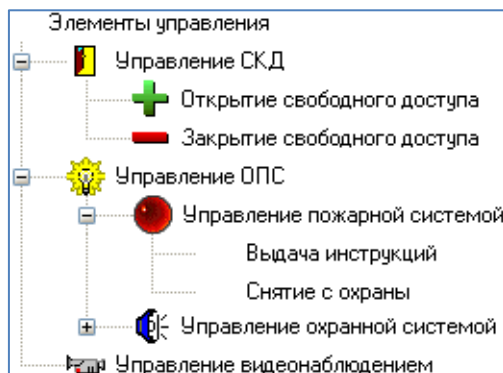 Элементы управления
Управление СКД
Открытие свободного доступа
Закрытие свободного доступа
Управление ОПС
Управление пожарной системой
Выдача инструкций
Снятие с охраны
Управление охранной системой
Управление видеонаблюдением